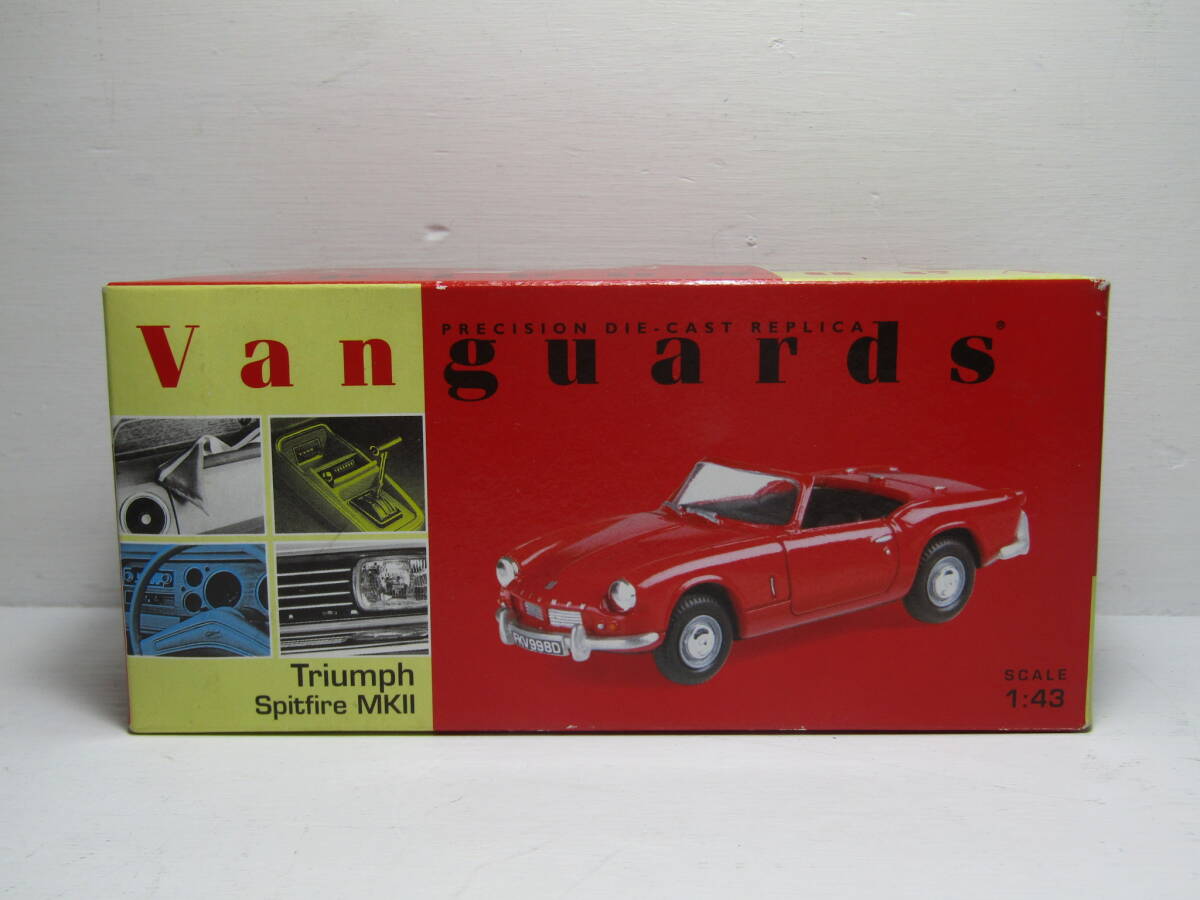 Vanguards®
PRECISION DIE-CAST REPLICA
Triumph
Spitfire MKII
SCALE
1:43